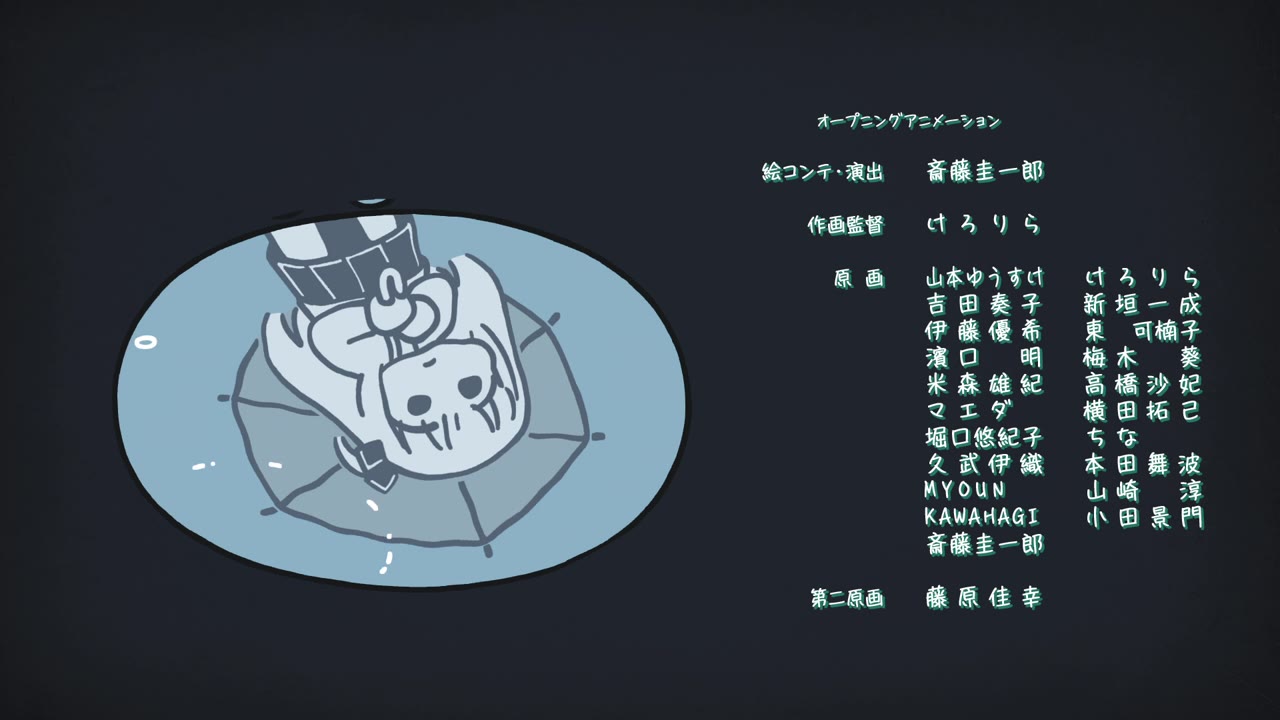 オープニングアニメーション
絵コンテ・演出 斎藤圭一郎
作画監督 けろりら
原画 山本ゆうすけ けろりら
吉田奏子 新垣一成
伊藤優希 東 可楠子
濱口 明 梅木 葵
米森雄紀 高橋沙妃
マエダ 横田拓己
堀口悠紀子 ちな
久武伊織 本田舞波
MYOUN 山崎 淳
KAWAHAGI 小田景門
斎藤圭一郎
第二原画 藤原佳幸